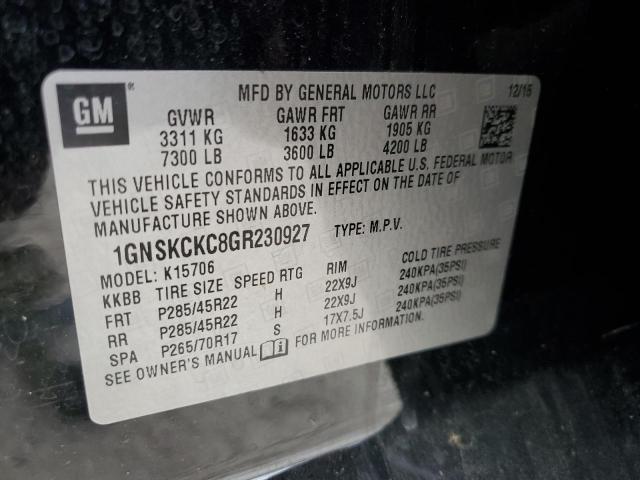 GM
®
MFD BY GENERAL MOTORS LLC 12/15
GVWR GAWR FRT GAWR RR
3311 KG 1633 KG 1905 KG
7300 LB 3600 LB 4200 LB
THIS VEHICLE CONFORMS TO ALL APPLICABLE U.S. FEDERAL MOTOR
VEHICLE SAFETY STANDARDS IN EFFECT ON THE DATE OF
MANUFACTURE SHOWN ABOVE.
1GNSKCKC8GR230927 TYPE: M.P.V.
MODEL: K15706
KKBB TIRE SIZE SPEED RTG RIM COLD TIRE PRESSURE
FRT P285/45R22 H 22X9J 240KPA(35PSI)
RR P285/45R22 H 22X9J 240KPA(35PSI)
SPA P265/70R17 S 17X7.5J 240KPA(35PSI)
SEE OWNER'S MANUAL FOR MORE INFORMATION.